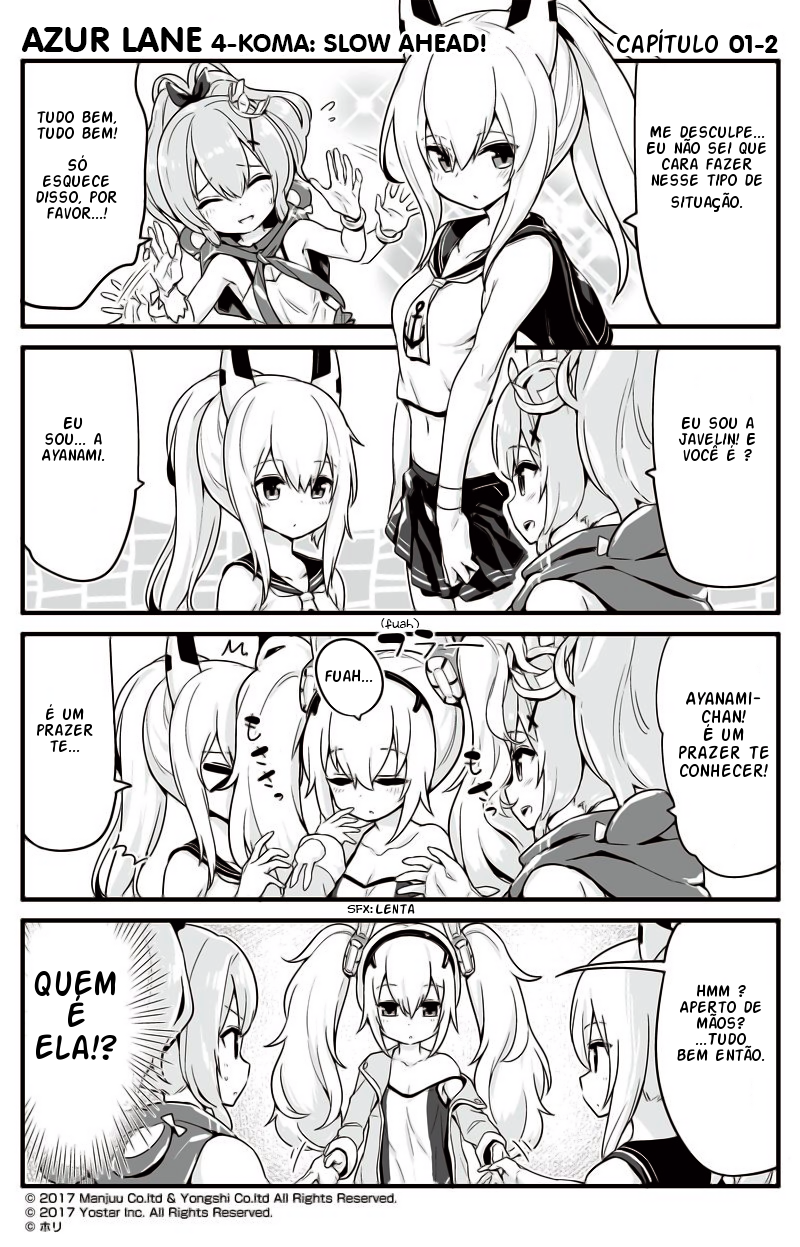 AZUR LANE 4-KOMA: SLOW AHEAD!
CAPÍTULO 01-2
ME DESCULPE...
EU NÃO SEI QUE
CARA FAZER
NESSE TIPO DE
SITUAÇÃO.
TUDO BEM,
TUDO BEM!
SÓ
ESQUECE
DISSO, POR
FAVOR...!
EU SOU A
JAVELIN! E
VOCÊ É ?
EU
SOU... A
AYANAMI.
(fuah)
AYANAMI-
CHAN!
É UM
PRAZER TE
CONHECER!
FUAH...
É UM
PRAZER
TE...
SFX: LENTA
HMM ?
APERTO DE
MÃOS?
...TUDO
BEM ENTÃO.
QUEM
É
ELA!?
© 2017 Manjuu Co.ltd & Yongshi Co.ltd All Rights Reserved.
© 2017 Yostar Inc. All Rights Reserved.
© ホリ